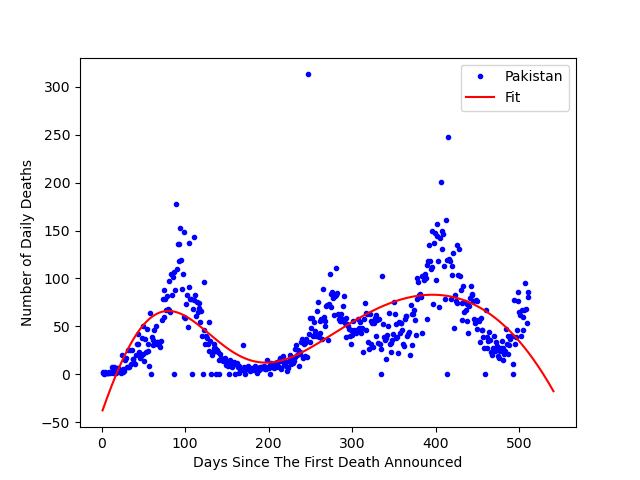 Pakistan
Fit
300
250
200
150
100
50
0
−50
Number of Daily Deaths
0 100 200 300 400 500
Days Since The First Death Announced